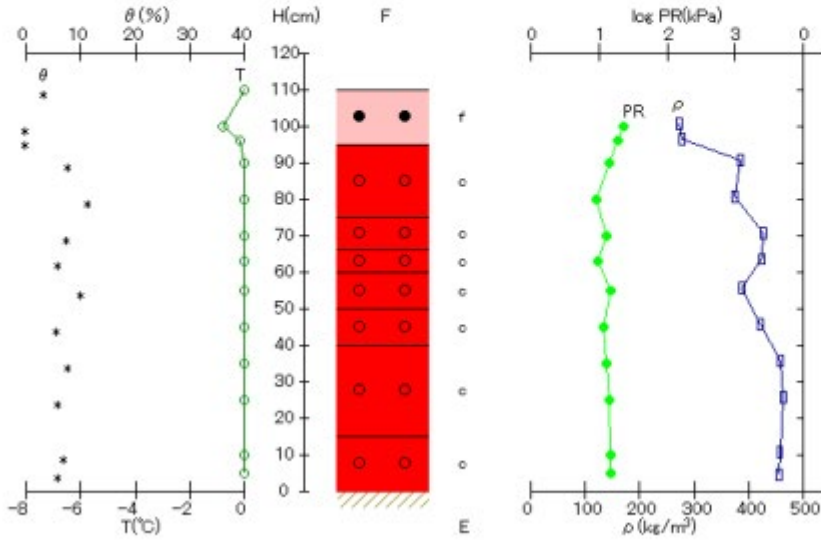 θ(%) H(cm) F log PR(kPa)
0 10 20 30 40 0 1 2 3 0
120
θ T 110
f
PR ρ
100
90
c
80
70 c
c
60
c
50
c
40
30
c
20
10
c
0
-8 -6 -4 -2 0 0 100 200 300 400 500
T(℃) E ρ(kg/m³)